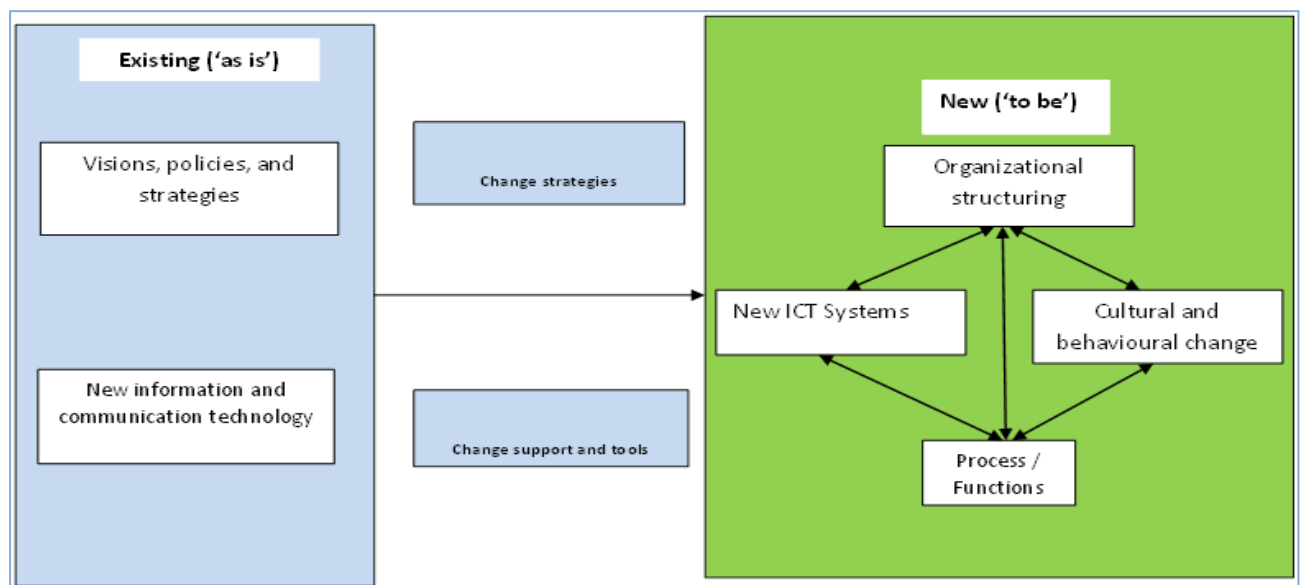 Existing (‘as is’)
Visions, policies, and
strategies
New information and
communication technology
Change strategies
Change support and tools
New (‘to be’)
Organizational
structuring
New ICT Systems
Cultural and
behavioural change
Process /
Functions